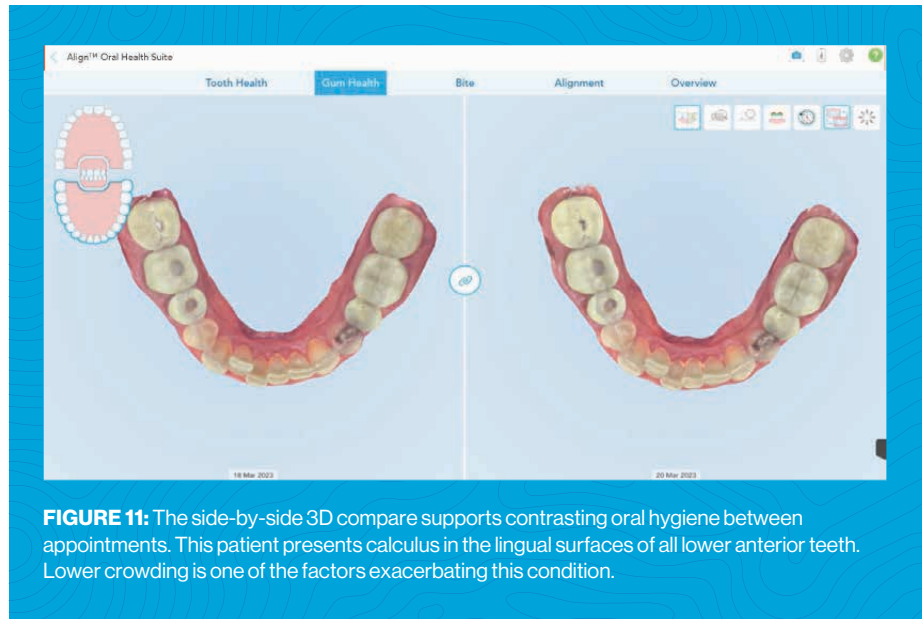 Align™ Oral Health Suite
Tooth Health Gum Health Bite Alignment Overview
18 Mar 2023 20 Mar 2023
FIGURE 11: The side-by-side 3D compare supports contrasting oral hygiene between
appointments. This patient presents calculus in the lingual surfaces of all lower anterior teeth.
Lower crowding is one of the factors exacerbating this condition.